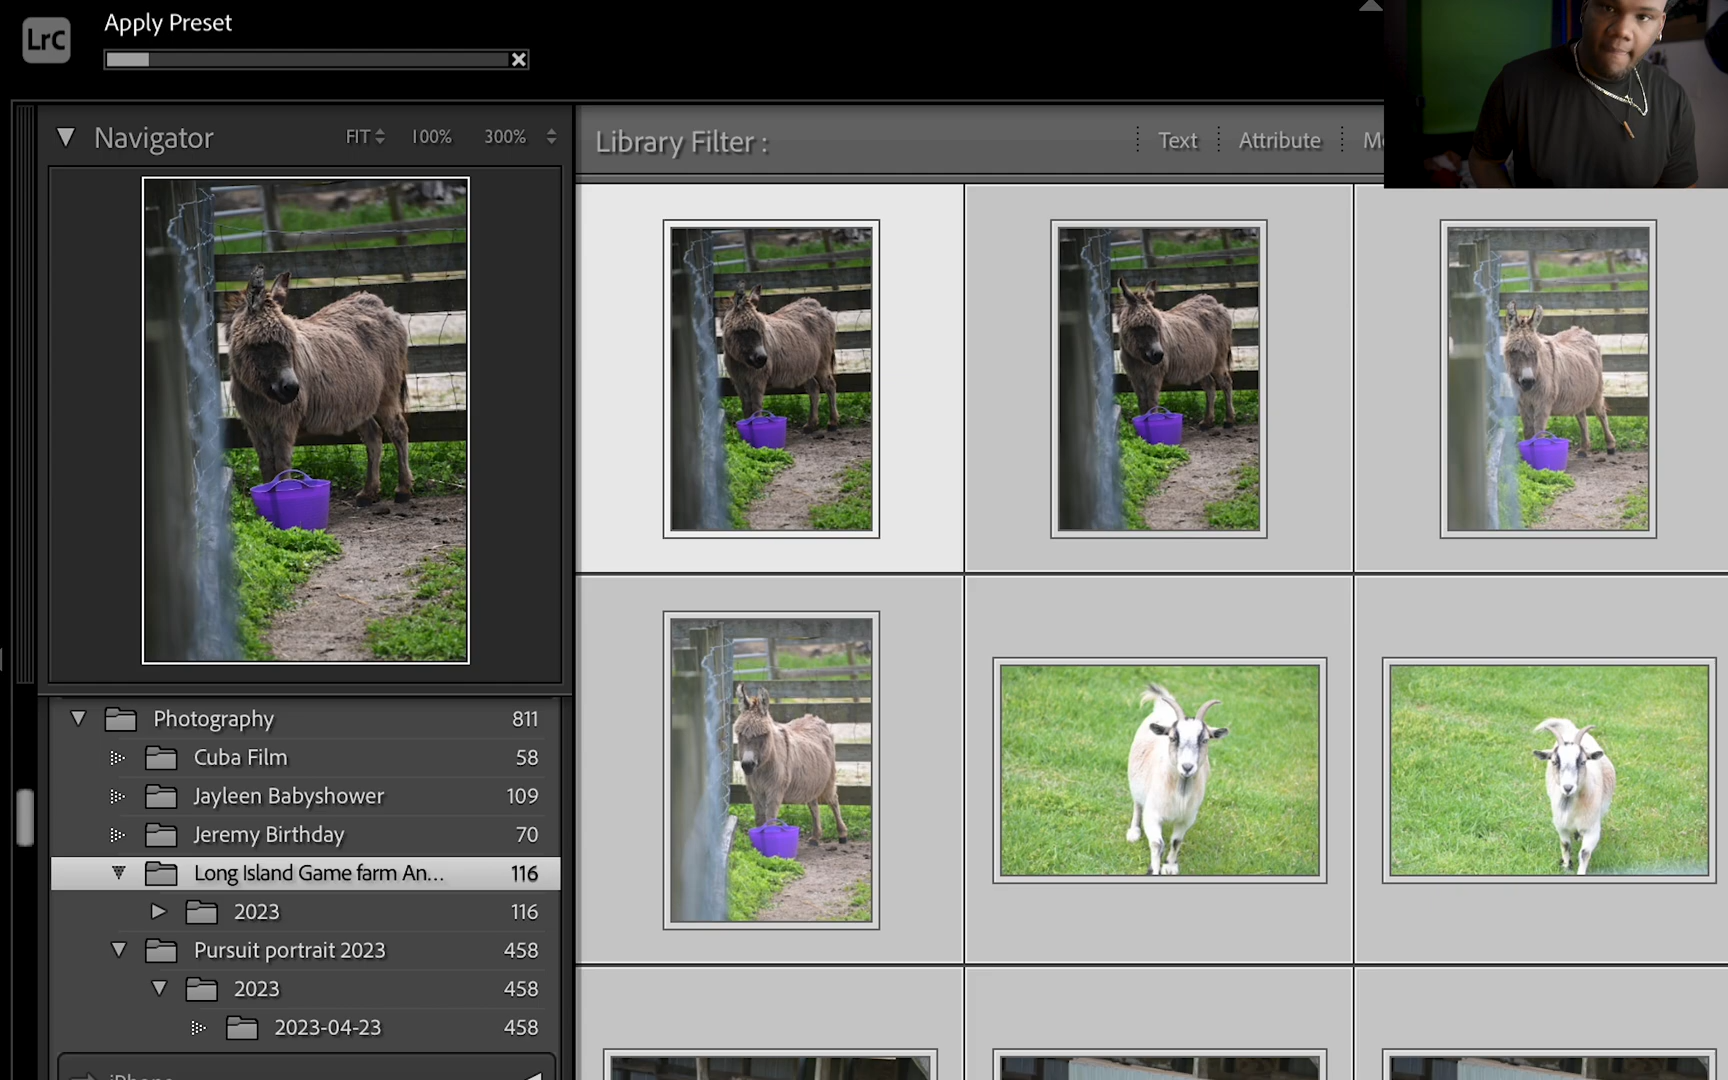 LrC
Apply Preset
Navigator FIT 100% 300%
Library Filter : Text Attribute
Photography 811
Cuba Film 58
Jayleen Babyshower 109
Jeremy Birthday 70
Long Island Game farm An... 116
2023 116
Pursuit portrait 2023 458
2023 458
2023-04-23 458